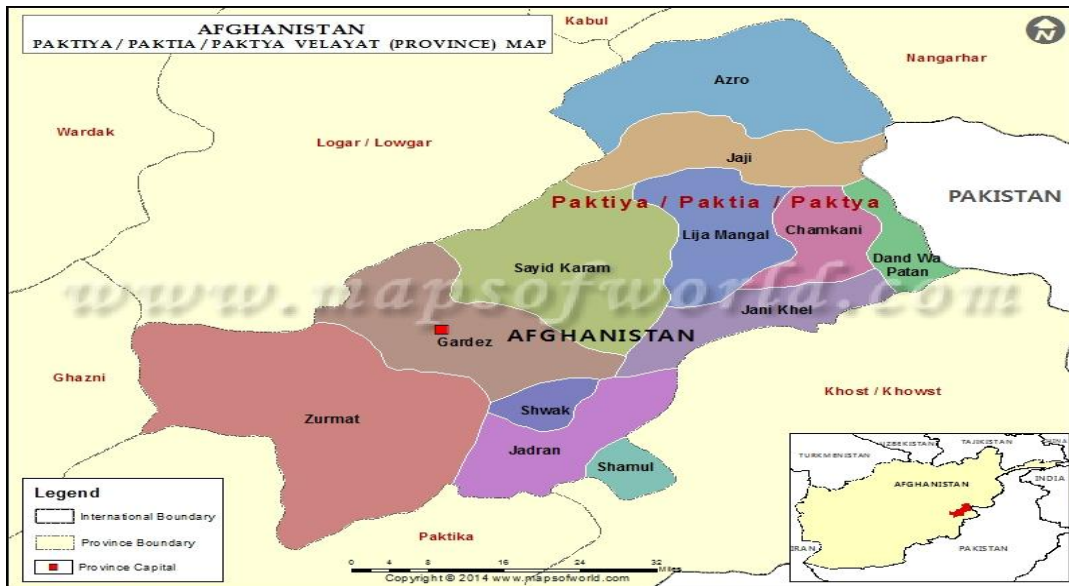 AFGHANISTAN
PAKTIYA / PAKTIA / PAKTYA VELAYAT (PROVINCE) MAP
Kabul
N
Nangarhar
Azro
Wardak
Logar / Lowgar
Jaji
PAKISTAN
Paktiya / Paktia / Paktya
Lija Mangal
Chamkani
Dand Wa
Patan
Sayid Karam
www.mapsofworld.com
Jani Khel
Gardez
AFGHANISTAN
Ghazni
Khost / Khowst
Zurmat
Shwak
Jadran
Shamul
Legend
International Boundary
Province Boundary
Province Capital
Paktika
0 8 16 24 32
Miles
Copyright © 2014 www.mapsofworld.com
UZBEKISTAN
TAJIKISTAN
TURKMENISTAN
INDIA
AFGHANISTAN
PAKISTAN
IRAN